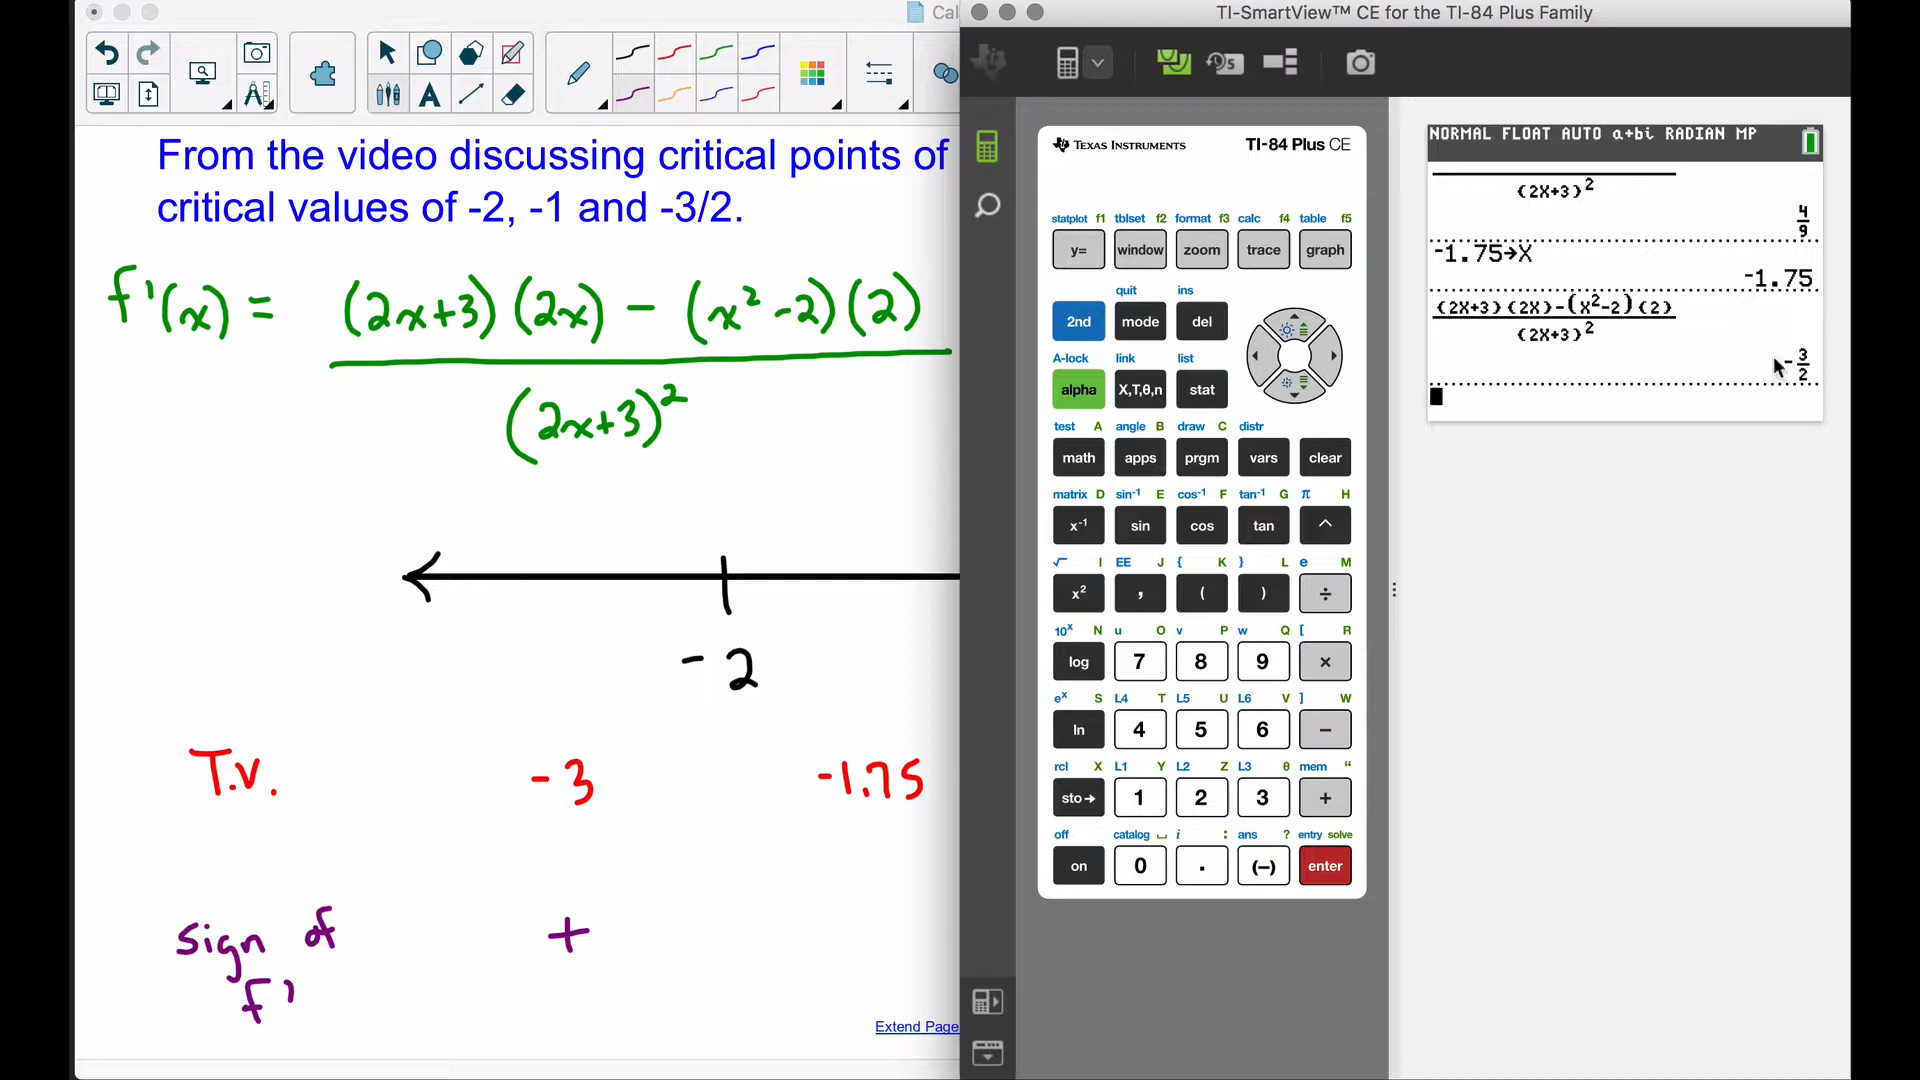 Cal
TI-SmartView™ CE for the TI-84 Plus Family
From the video discussing critical points of
critical values of -2, -1 and -3/2.
f'(x) = (2x+3)(2x) - (x²-2)(2)
(2x+3)²
-2
T.V. -3 -1.75
sign of +
f'
Extend Page
TEXAS INSTRUMENTS TI-84 Plus CE
statplot f1 tblset f2 format f3 calc f4 table f5
y= window zoom trace graph
quit ins
2nd mode del
A-lock link list
alpha X,T,θ,n stat
test A angle B draw C distr
math apps prgm vars clear
matrix D sin⁻¹ E cos⁻¹ F tan⁻¹ G π H
x⁻¹ sin cos tan ^
√ I EE J { K } L e M
x² , ( ) ÷
10ˣ N u O v P w Q [ R
log 7 8 9 ×
eˣ S L4 T L5 U L6 V ] W
ln 4 5 6 −
rcl X L1 Y L2 Z L3 θ mem “
sto→ 1 2 3 +
off catalog ⎵ i : ans ? entry solve
on 0 . (−) enter
NORMAL FLOAT AUTO a+bi RADIAN MP
(2X+3)²
4/9
-1.75→X
-1.75
(2X+3)(2X)-(X²-2)(2)
(2X+3)²
-3/2